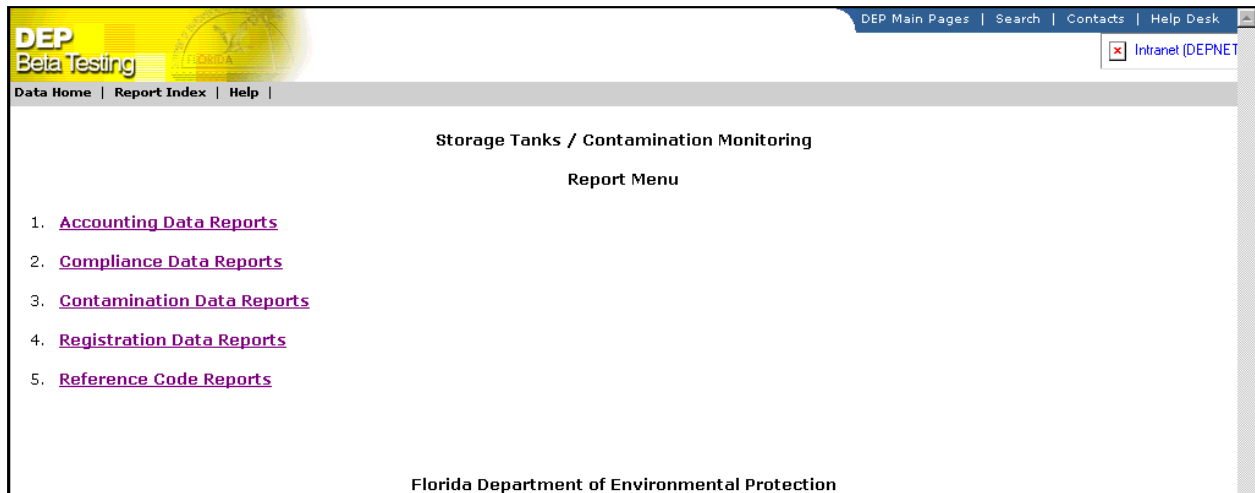 DEP Main Pages | Search | Contacts | Help Desk
DEP
Beta Testing
FLORIDA
Intranet (DEPNET
Data Home | Report Index | Help |
Storage Tanks / Contamination Monitoring
Report Menu
1. Accounting Data Reports
2. Compliance Data Reports
3. Contamination Data Reports
4. Registration Data Reports
5. Reference Code Reports
Florida Department of Environmental Protection